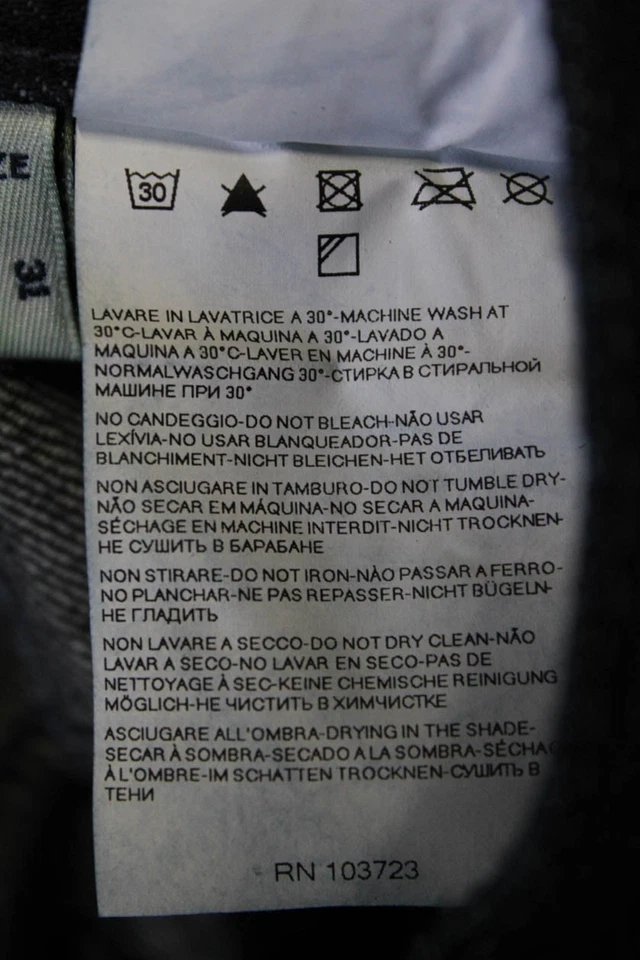 ZE
31
30
LAVARE IN LAVATRICE A 30°-MACHINE WASH AT
30°C-LAVAR À MAQUINA A 30°-LAVADO A
MAQUINA A 30°C-LAVER EN MACHINE À 30°-
NORMALWASCHGANG 30°-СТИРКА В СТИРАЛЬНОЙ
МАШИНЕ ПРИ 30°
NO CANDEGGIO-DO NOT BLEACH-NÃO USAR
LEXÍVIA-NO USAR BLANQUEADOR-PAS DE
BLANCHIMENT-NICHT BLEICHEN-НЕТ ОТБЕЛИВАТЬ
NON ASCIUGARE IN TAMBURO-DO NOT TUMBLE DRY-
NÃO SECAR EM MÁQUINA-NO SECAR A MAQUINA-
SÉCHAGE EN MACHINE INTERDIT-NICHT TROCKNEN-
НЕ СУШИТЬ В БАРАБАНЕ
NON STIRARE-DO NOT IRON-NÀO PASSAR A FERRO-
NO PLANCHAR-NE PAS REPASSER-NICHT BÜGELN-
НЕ ГЛАДИТЬ
NON LAVARE A SECCO-DO NOT DRY CLEAN-NÃO
LAVAR A SECO-NO LAVAR EN SECO-PAS DE
NETTOYAGE À SEC-KEINE CHEMISCHE REINIGUNG
MÖGLICH-НЕ ЧИСТИТЬ В ХИМЧИСТКЕ
ASCIUGARE ALL'OMBRA-DRYING IN THE SHADE-
SECAR À SOMBRA-SECADO A LA SOMBRA-SÉCHAG
À L'OMBRE-IM SCHATTEN TROCKNEN-СУШИТЬ В
ТЕНИ
RN 103723